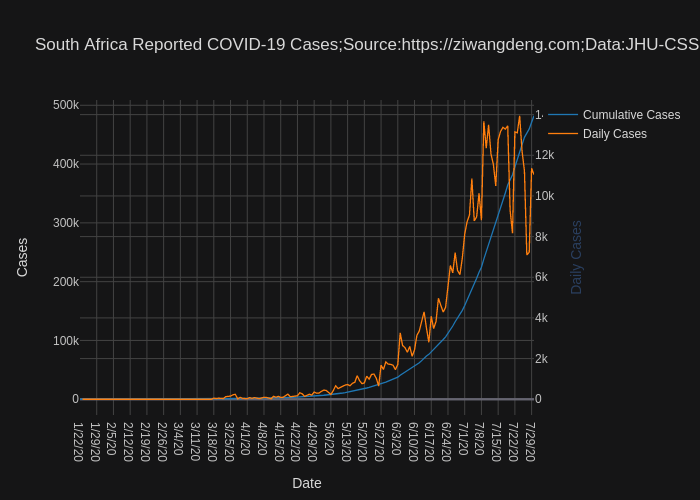 South Africa Reported COVID-19 Cases;Source:https://ziwangdeng.com;Data:JHU-CSS
Cumulative Cases
Daily Cases
500k
400k
300k
200k
100k
0
12k
10k
8k
6k
4k
2k
0
Cases
Daily Cases
1/22/20
1/29/20
2/5/20
2/12/20
2/19/20
2/26/20
3/4/20
3/11/20
3/18/20
3/25/20
4/1/20
4/8/20
4/15/20
4/22/20
4/29/20
5/6/20
5/13/20
5/20/20
5/27/20
6/03/20
6/10/20
6/17/20
6/24/20
7/1/20
7/8/20
7/15/20
7/22/20
7/29/20
Date